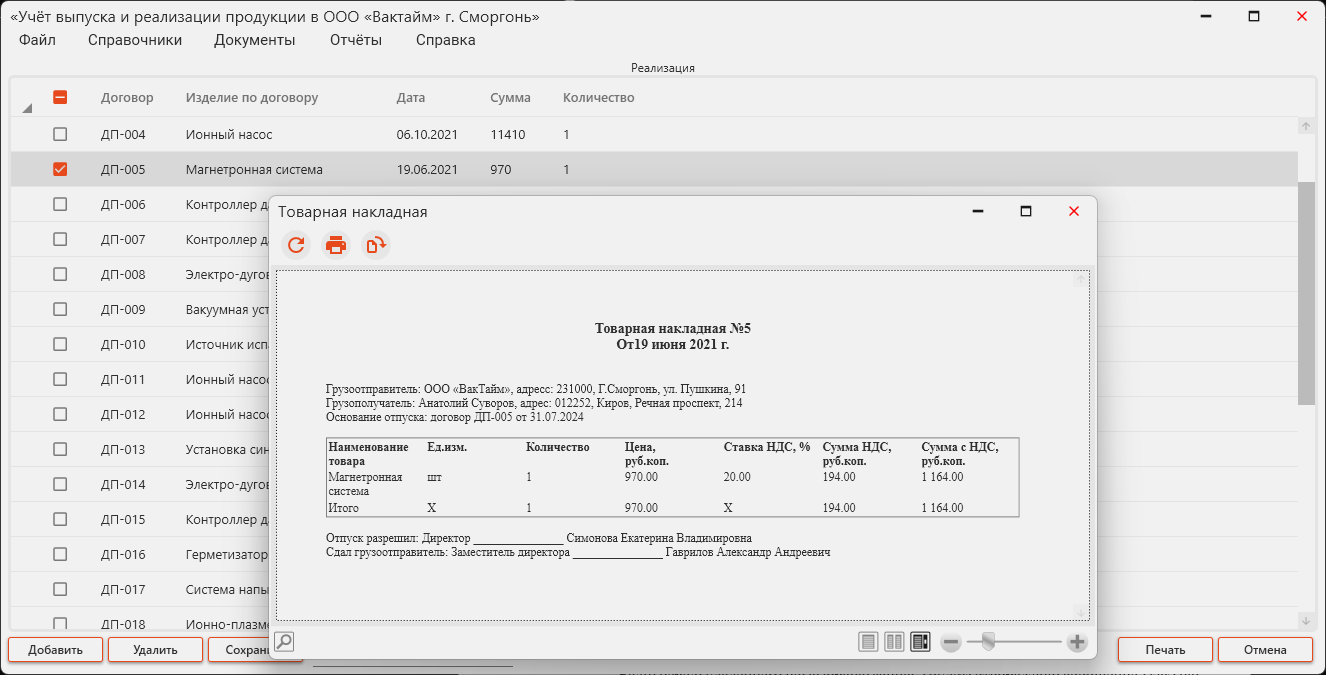 «Учёт выпуска и реализации продукции в ООО «Вактайм» г. Сморгонь»
Файл Справочники Документы Отчёты Справка
Реализация
Договор Изделие по договору Дата Сумма Количество
ДП-004 Ионный насос 06.10.2021 11410 1
ДП-005 Магнетронная система 19.06.2021 970 1
ДП-006 Контроллер
ДП-007 Контроллер
ДП-008 Электро-дугов
ДП-009 Вакуумная уст
ДП-010 Источник исп
ДП-011 Ионный насос
ДП-012 Ионный насос
ДП-013 Установка син
ДП-014 Электро-дугов
ДП-015 Контроллер
ДП-016 Герметизатор
ДП-017 Система напы
ДП-018 Ионно-плазме
Товарная накладная
Товарная накладная №5
От19 июня 2021 г.
Грузоотправитель: ООО «ВакТайм», адресс: 231000, Г.Сморгонь, ул. Пушкина, 91
Грузополучатель: Анатолий Суворов, адрес: 012252, Киров, Речная проспект, 214
Основание отпуска: договор ДП-005 от 31.07.2024
Наименование товара Ед.изм. Количество Цена, руб.коп. Ставка НДС, % Сумма НДС, руб.коп. Сумма с НДС, руб.коп.
Магнетронная система шт 1 970.00 20.00 194.00 1 164.00
Итого X 1 970.00 X 194.00 1 164.00
Отпуск разрешил: Директор _______________ Симонова Екатерина Владимировна
Сдал грузоотправитель: Заместитель директора _______________ Гаврилов Александр Андреевич
Добавить Удалить Сохран Печать Отмена